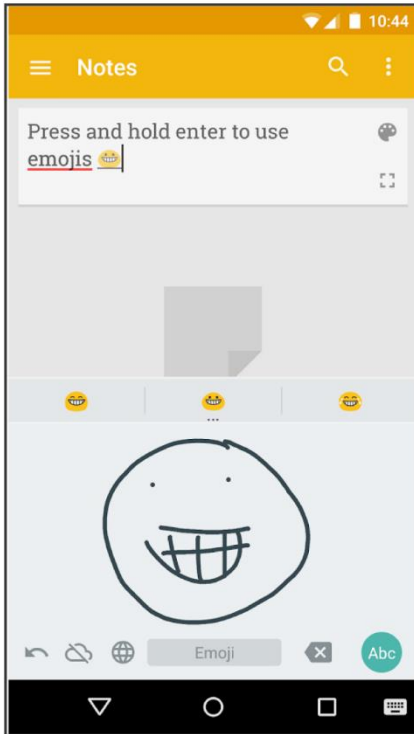 10:44
Notes
Press and hold enter to use
emojis 😁
Emoji
Abc